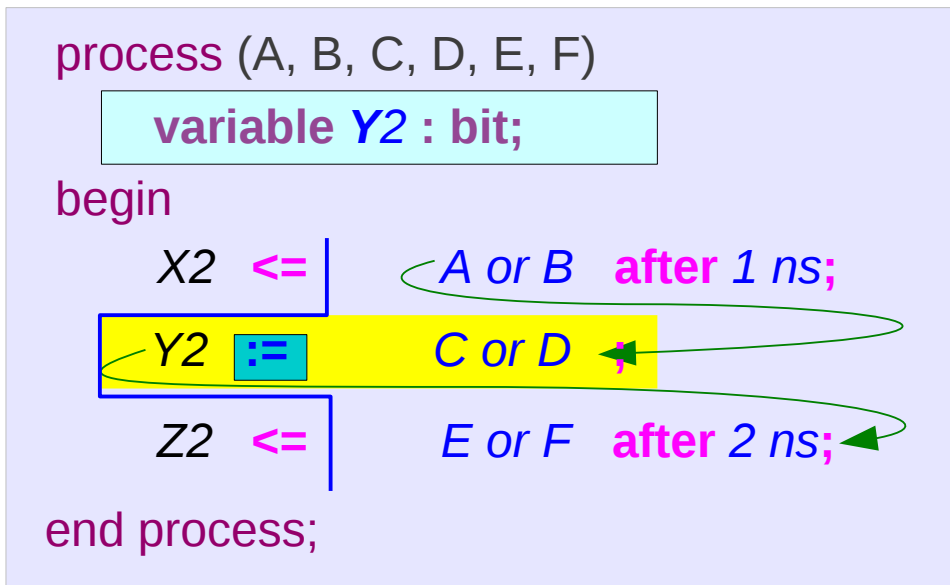 process (A, B, C, D, E, F)
variable Y2 : bit;
begin
X2 <= A or B after 1 ns;
Y2 := C or D ;
Z2 <= E or F after 2 ns;
end process;